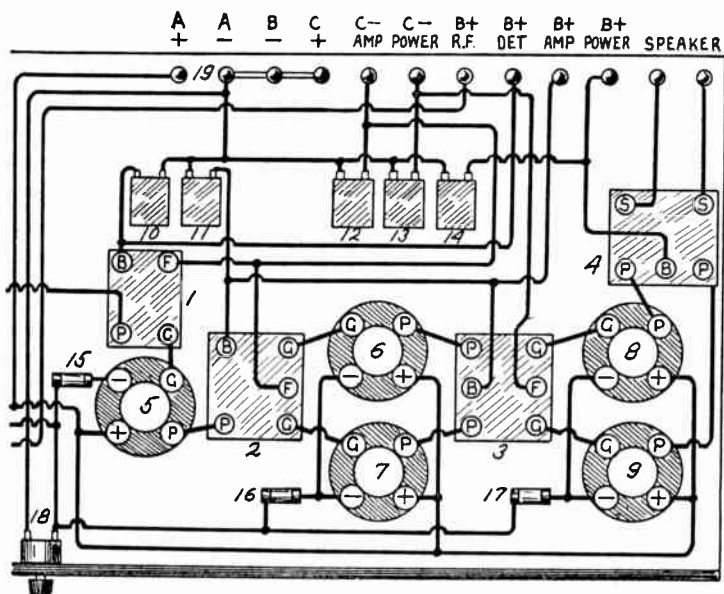 A A B C C– C– B+ B+ B+ B+
+ – – + AMP POWER R.F. DET AMP POWER SPEAKER
19
10 11 12 13 14
S S
4
P B P
B F
1
P G
15
– G
5
+ P
B G
F
P G
2
G P
6
– +
G P
7
– +
16
P G
B F
P G
3
G P
8
– +
G P
9
– +
17
18